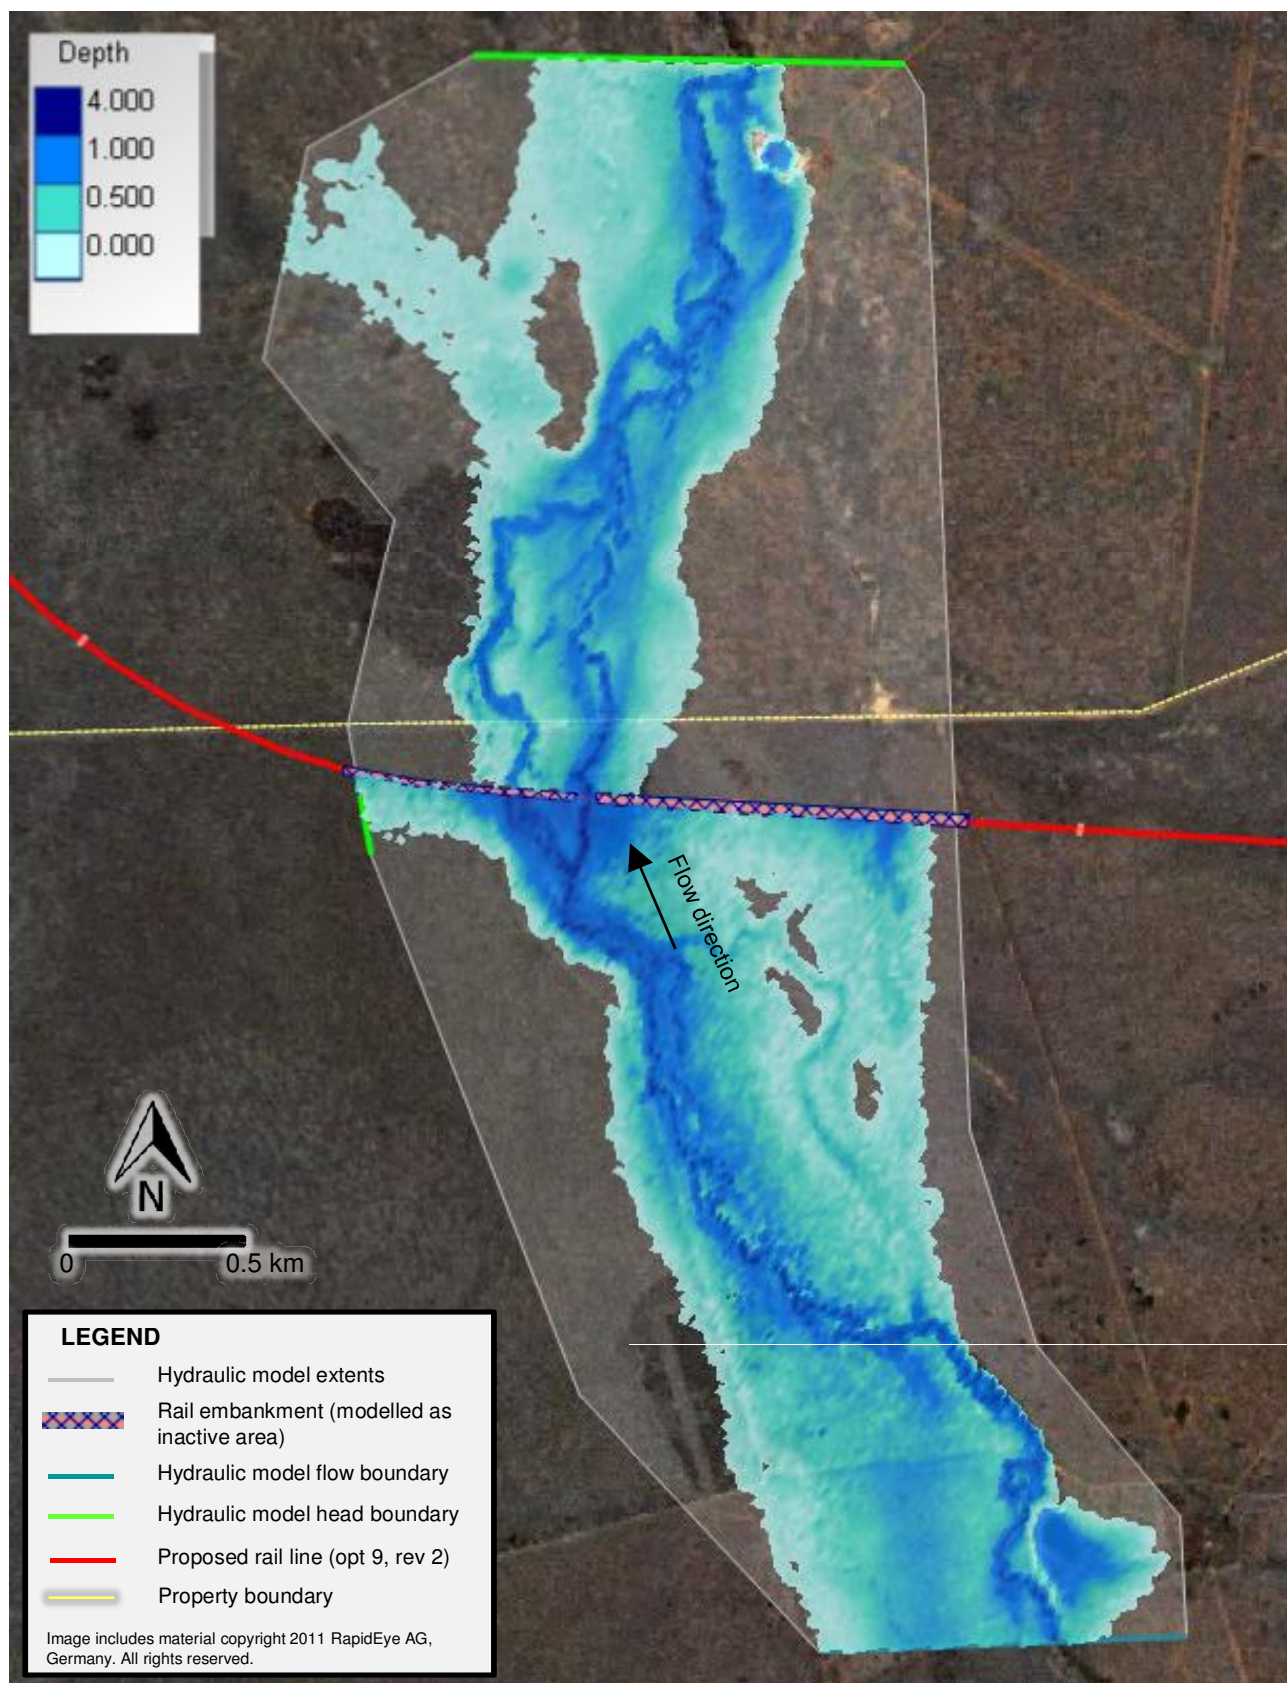 Depth
4.000
1.000
0.500
0.000
Flow direction
N
0 0.5 km
LEGEND
Hydraulic model extents
Rail embankment (modelled as
inactive area)
Hydraulic model flow boundary
Hydraulic model head boundary
Proposed rail line (opt 9, rev 2)
Property boundary
Image includes material copyright 2011 RapidEye AG,
Germany. All rights reserved.